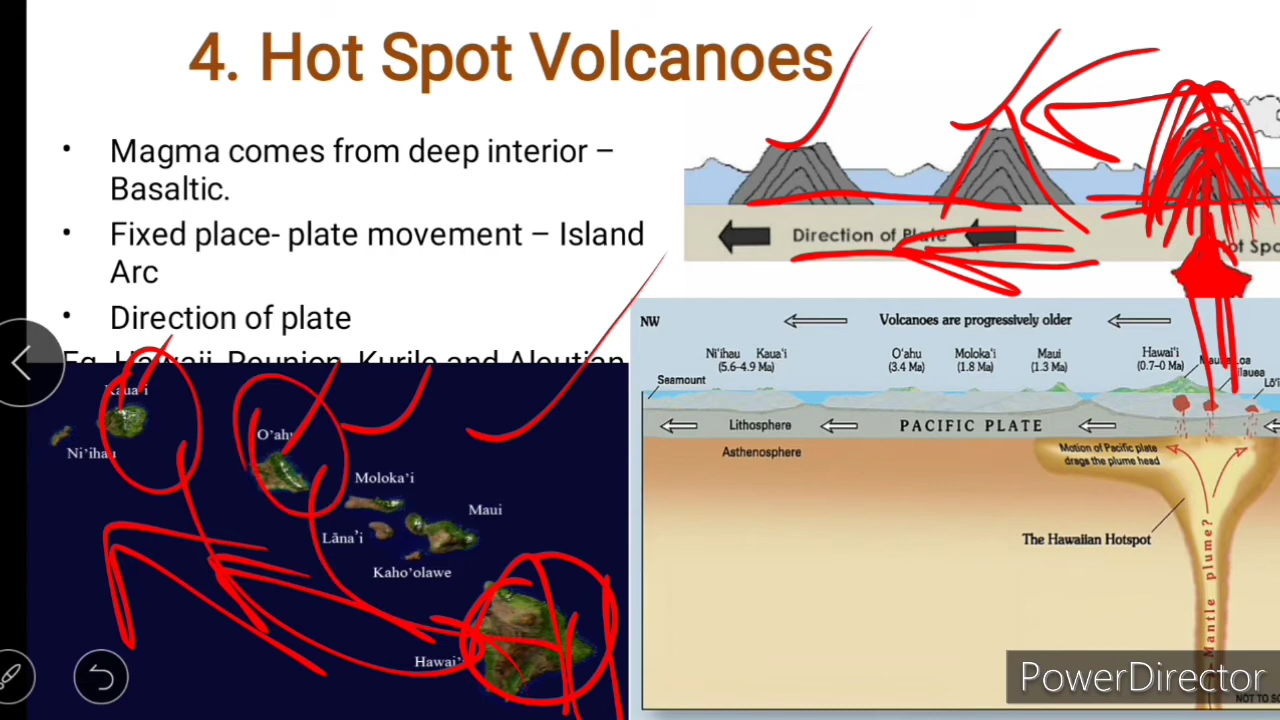 4. Hot Spot Volcanoes
• Magma comes from deep interior –
Basaltic.
• Fixed place- plate movement – Island
Arc
• Direction of plate
Eg. Hawaii, Reunion, Kurile and Aleutian
Direction of Plate
ot Spo
NW
Volcanoes are progressively older
Ni'ihau Kaua'i
(5.6–4.9 Ma)
O'ahu
(3.4 Ma)
Moloka'i
(1.8 Ma)
Maui
(1.3 Ma)
Hawai'i
(0.7–0 Ma)
Mauna Loa
Kilauea
Lō'i
Seamount
Lithosphere
PACIFIC PLATE
Asthenosphere
Motion of Pacific plate
drags the plume head
The Hawaiian Hotspot
Mantle plume?
NOT TO SC
Kaua'i
Ni'ihau
O'ahu
Moloka'i
Maui
Lāna'i
Kaho'olawe
Hawai'
PowerDirector